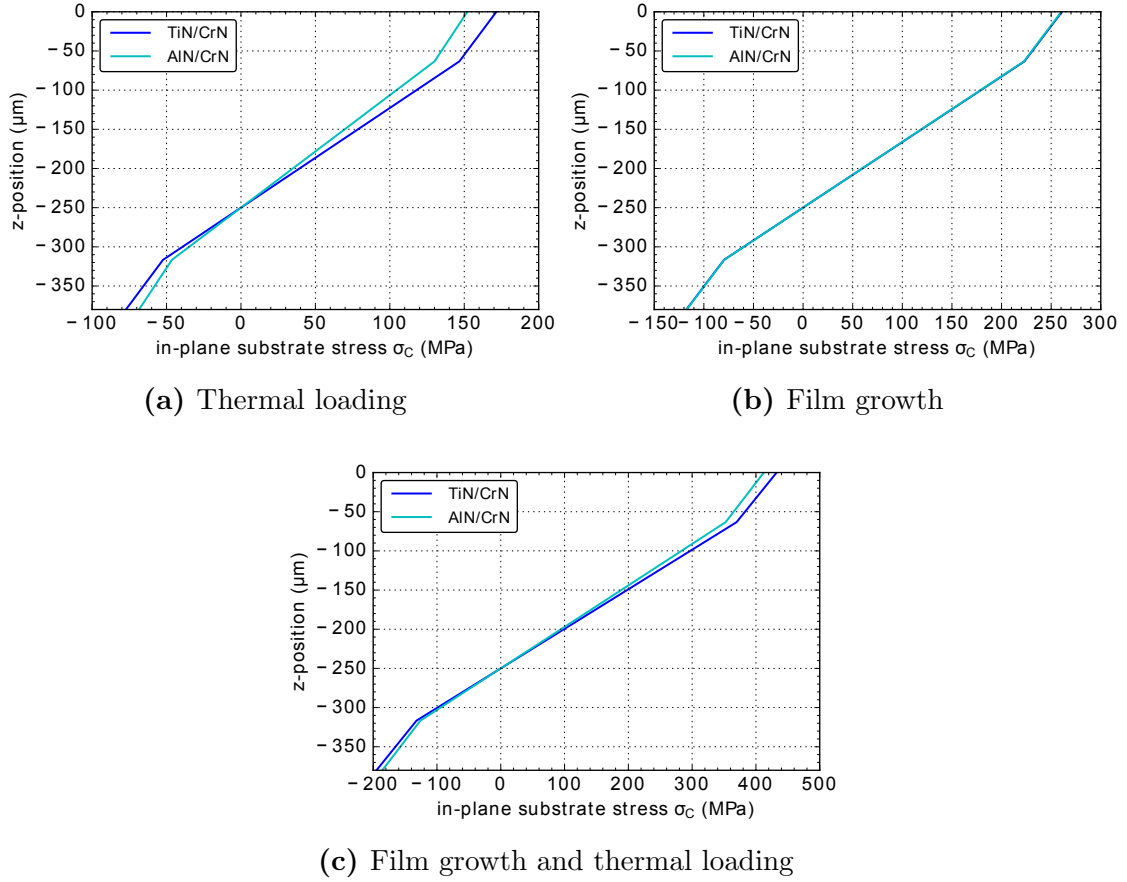 TiN/CrN
AlN/CrN
0
−50
−100
−150
−200
−250
−300
−350
z-position (μm)
−100 −50 0 50 100 150 200
in-plane substrate stress σC (MPa)
(a) Thermal loading
TiN/CrN
AlN/CrN
0
−50
−100
−150
−200
−250
−300
−350
z-position (μm)
−150 −100 −50 0 50 100 150 200 250 300
in-plane substrate stress σC (MPa)
(b) Film growth
TiN/CrN
AlN/CrN
0
−50
−100
−150
−200
−250
−300
−350
z-position (μm)
−200 −100 0 100 200 300 400 500
in-plane substrate stress σC (MPa)
(c) Film growth and thermal loading